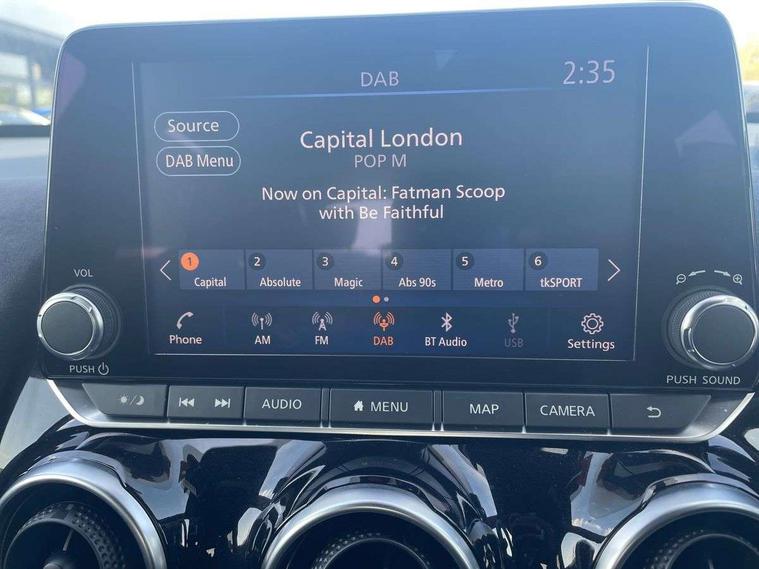 DAB
2:35
Source
DAB Menu
Capital London
POP M
Now on Capital: Fatman Scoop
with Be Faithful
1 2 3 4 5 6
Capital Absolute Magic Abs 90s Metro tkSPORT
VOL
PUSH
Phone AM FM DAB BT Audio USB Settings
PUSH SOUND
AUDIO MENU MAP CAMERA